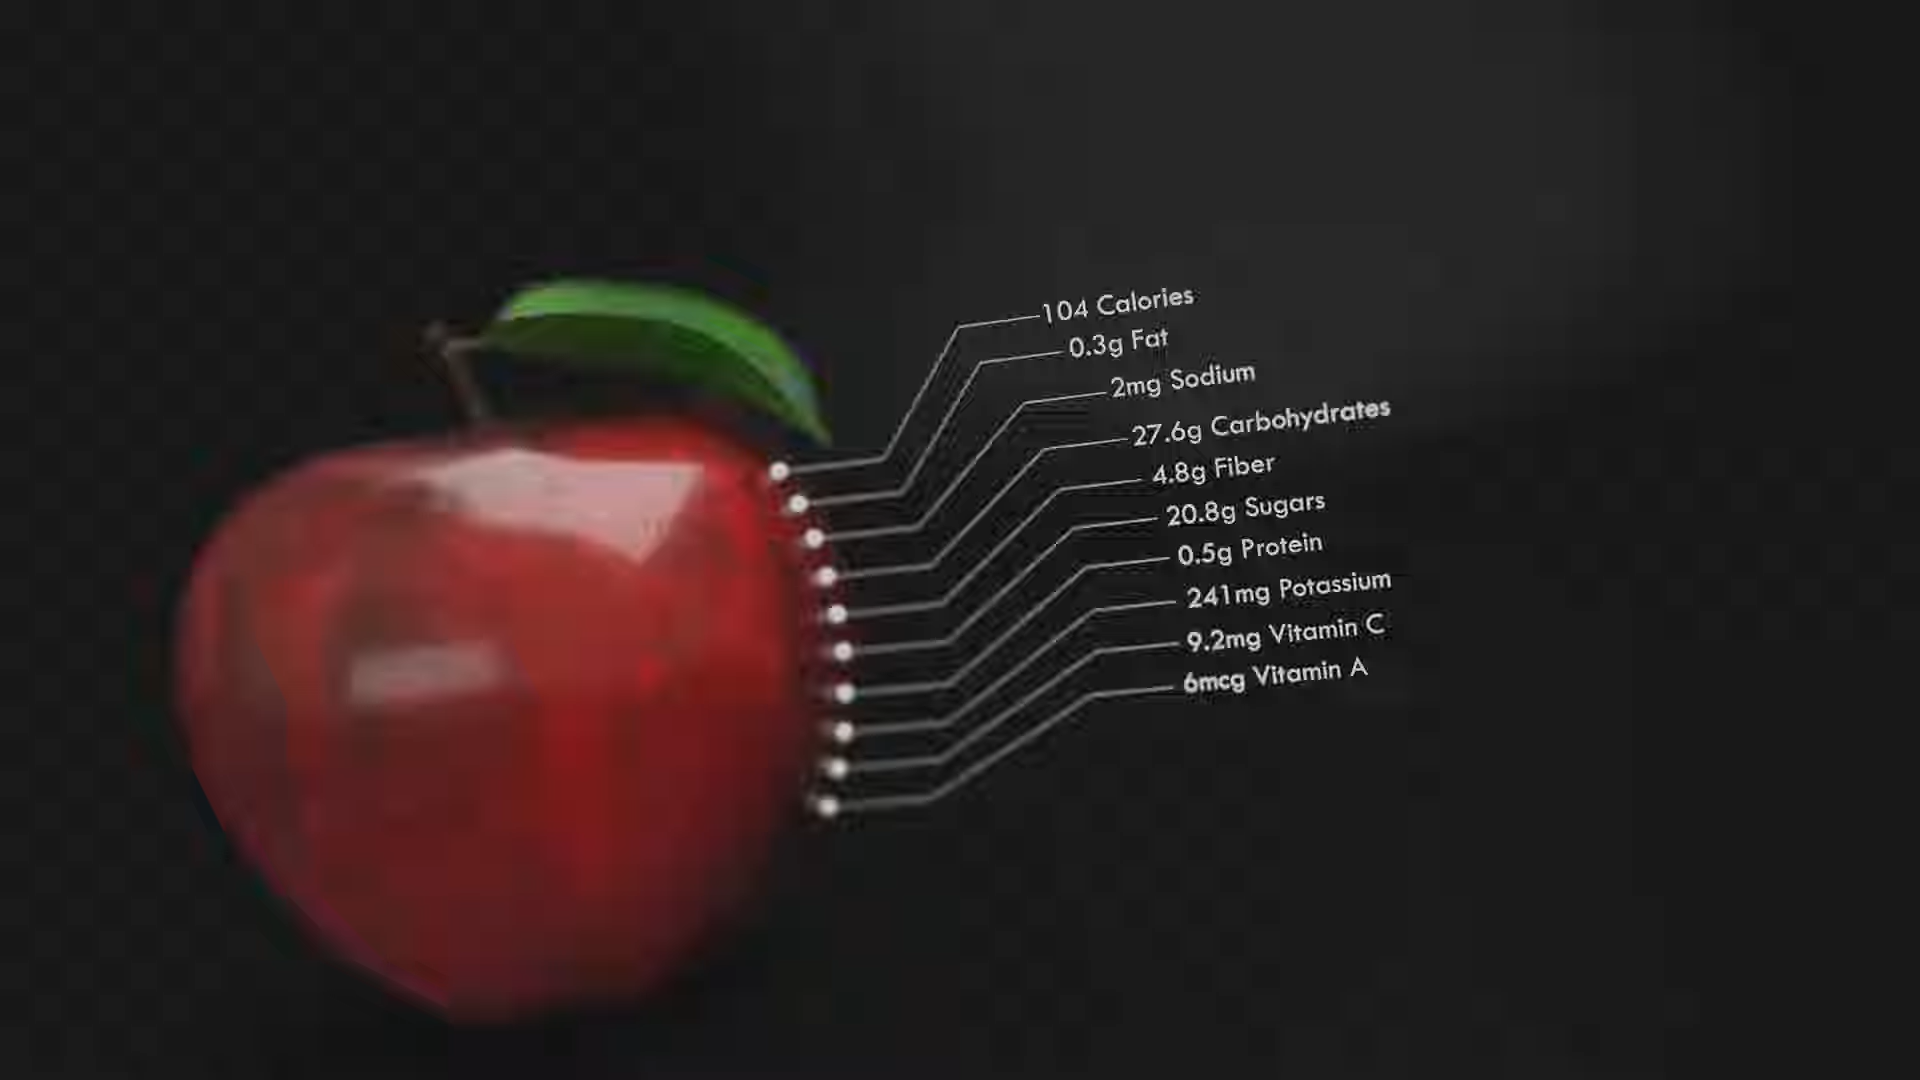 104 Calories
0.3g Fat
2mg Sodium
27.6g Carbohydrates
4.8g Fiber
20.8g Sugars
0.5g Protein
241mg Potassium
9.2mg Vitamin C
6mcg Vitamin A